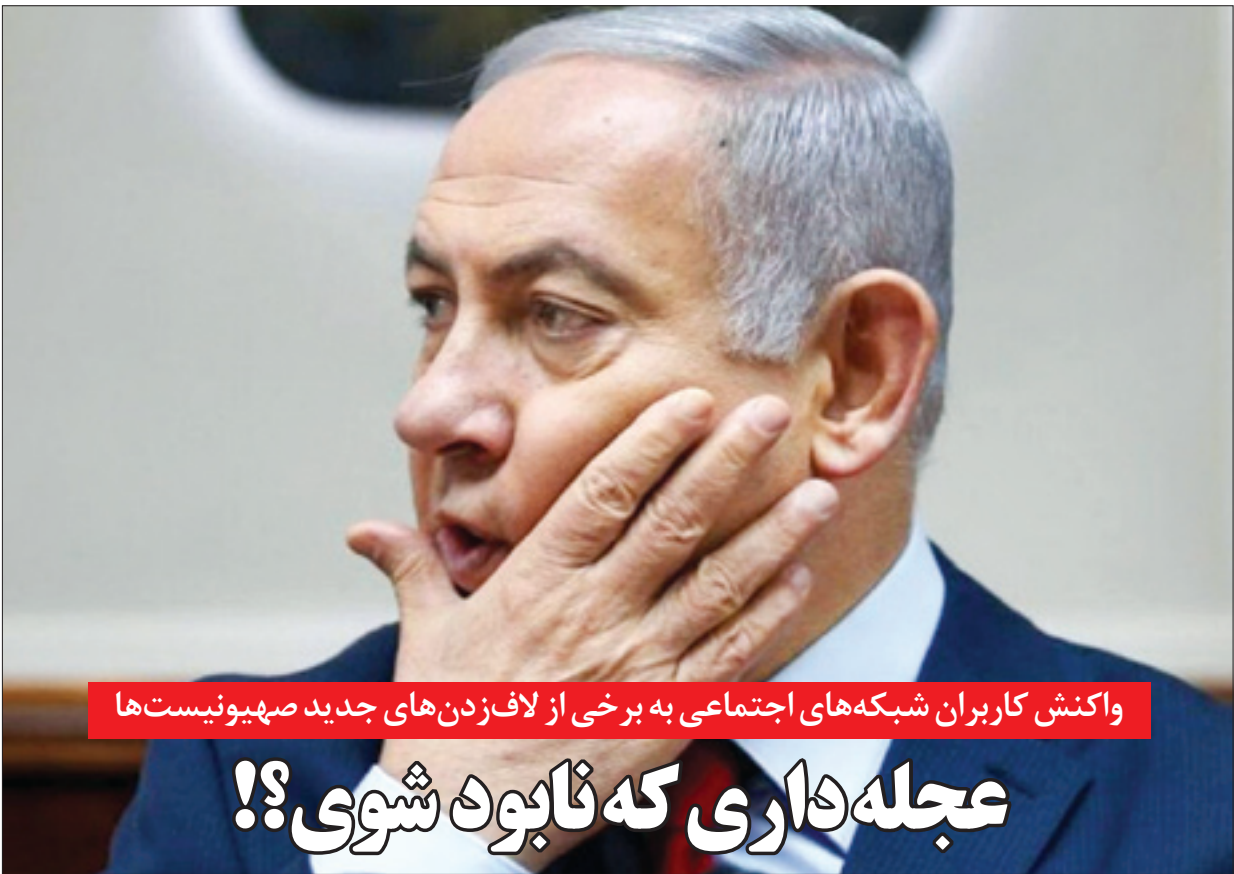 واکنش کاربران شبکه‌های اجتماعی به برخی از لاف‌زدن‌های جدید صهیونیست‌ها
عجله‌داری که نابود شوی؟!